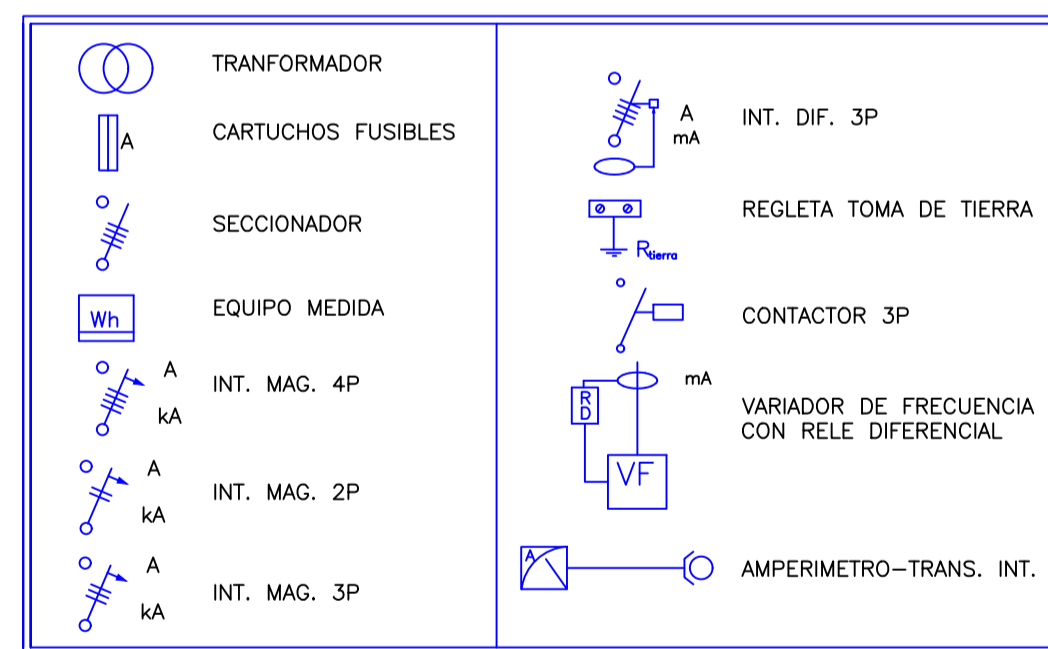 TRANFORMADOR
A
CARTUCHOS FUSIBLES
SECCIONADOR
Wh
EQUIPO MEDIDA
A
kA
INT. MAG. 4P
A
kA
INT. MAG. 2P
A
kA
INT. MAG. 3P
A
mA
INT. DIF. 3P
REGLETA TOMA DE TIERRA
Rtierra
CONTACTOR 3P
mA
RD
VF
VARIADOR DE FRECUENCIA
CON RELE DIFERENCIAL
A
AMPERIMETRO-TRANS. INT.